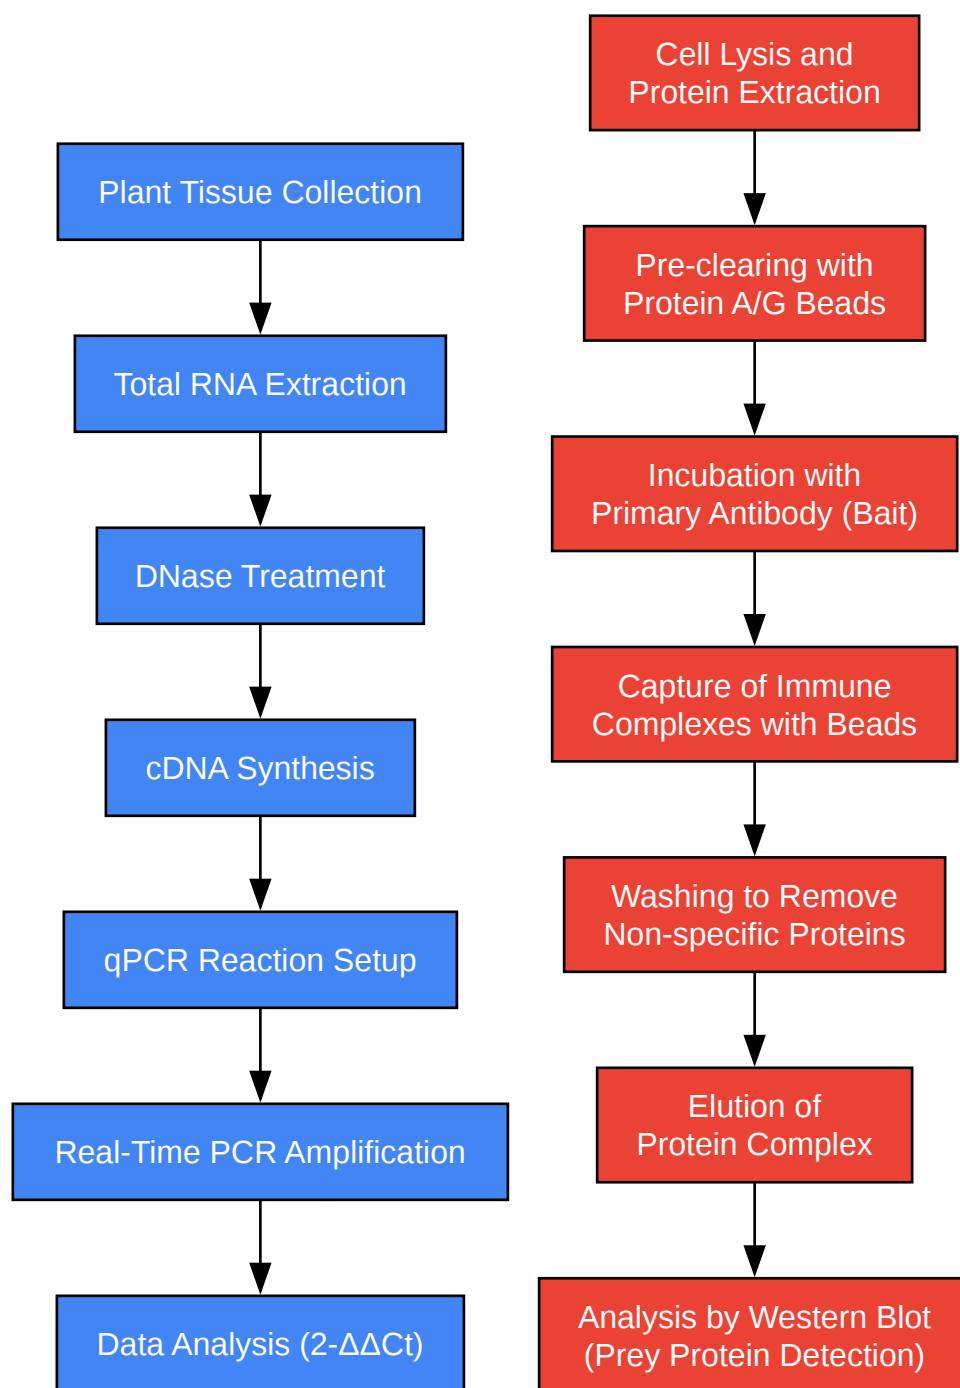 Plant Tissue Collection
Total RNA Extraction
DNase Treatment
cDNA Synthesis
qPCR Reaction Setup
Real-Time PCR Amplification
Data Analysis (2-ΔΔCt)
Cell Lysis and
Protein Extraction
Pre-clearing with
Protein A/G Beads
Incubation with
Primary Antibody (Bait)
Capture of Immune
Complexes with Beads
Washing to Remove
Non-specific Proteins
Elution of
Protein Complex
Analysis by Western Blot
(Prey Protein Detection)